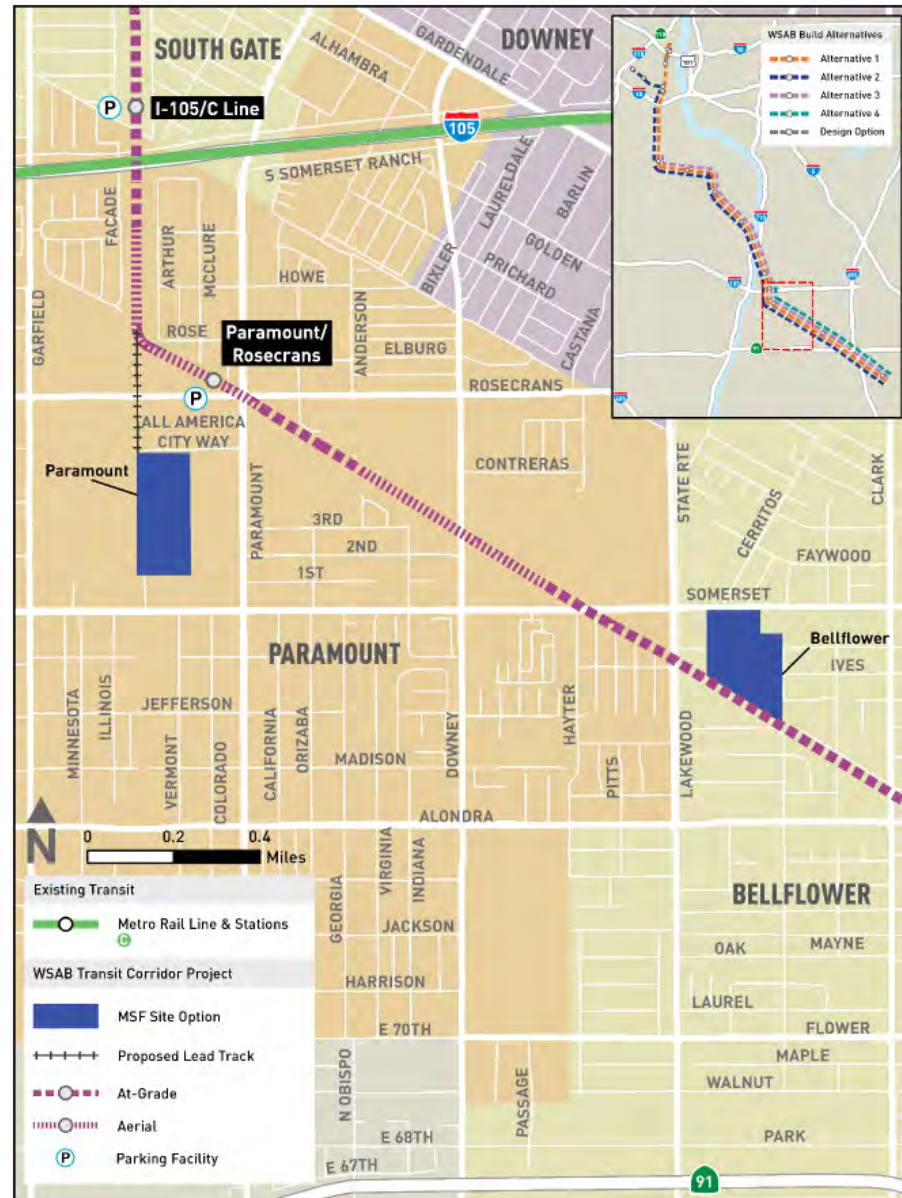 SOUTH GATE
DOWNEY
ALHAMBRA
GARDENDALE
P
I-105/C Line
105
S SOMERSET RANCH
LAURELDALE
BARLIN
FACADE
ARTHUR
MCCLURE
HOWE
BIXLER
GOLDEN
PRICHARD
GARFIELD
ROSE
Paramount/
Rosecrans
ANDERSON
ELBURG
CASTANA
P
ROSECRANS
ALL AMERICA
CITY WAY
Paramount
CONTRERAS
STATE RTE
CLARK
CERRITOS
PARAMOUNT
3RD
2ND
1ST
FAYWOOD
SOMERSET
Bellflower
IVES
PARAMOUNT
MINNESOTA
ILLINOIS
JEFFERSON
VERMONT
COLORADO
CALIFORNIA
ORIZABA
MADISON
DOWNEY
HAYTER
PITTS
LAKEWOOD
ALONDRA
N
0 0.2 0.4
Miles
GEORGIA
VIRGINIA
INDIANA
JACKSON
HARRISON
E 70TH
BELLFLOWER
OAK
MAYNE
LAUREL
FLOWER
MAPLE
WALNUT
N OBISPO
PASSAGE
E 68TH
E 67TH
PARK
91
Existing Transit
Metro Rail Line & Stations
C
WSAB Transit Corridor Project
MSF Site Option
Proposed Lead Track
At-Grade
Aerial
P
Parking Facility
WSAB Build Alternatives
Alternative 1
Alternative 2
Alternative 3
Alternative 4
Design Option
101
10
5
91